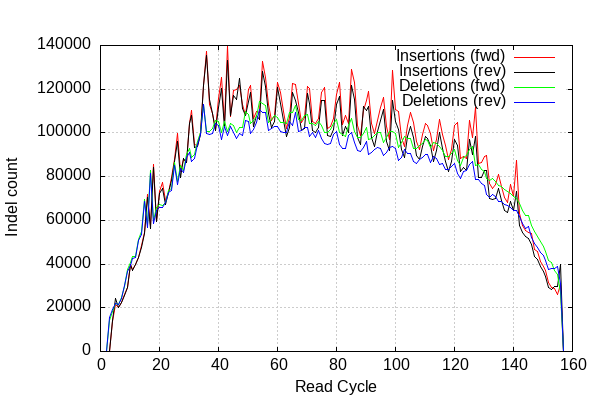 140000
120000
100000
80000
60000
40000
20000
0
Indel count
Insertions (fwd)
Insertions (rev)
Deletions (fwd)
Deletions (rev)
0 20 40 60 80 100 120 140 160
Read Cycle